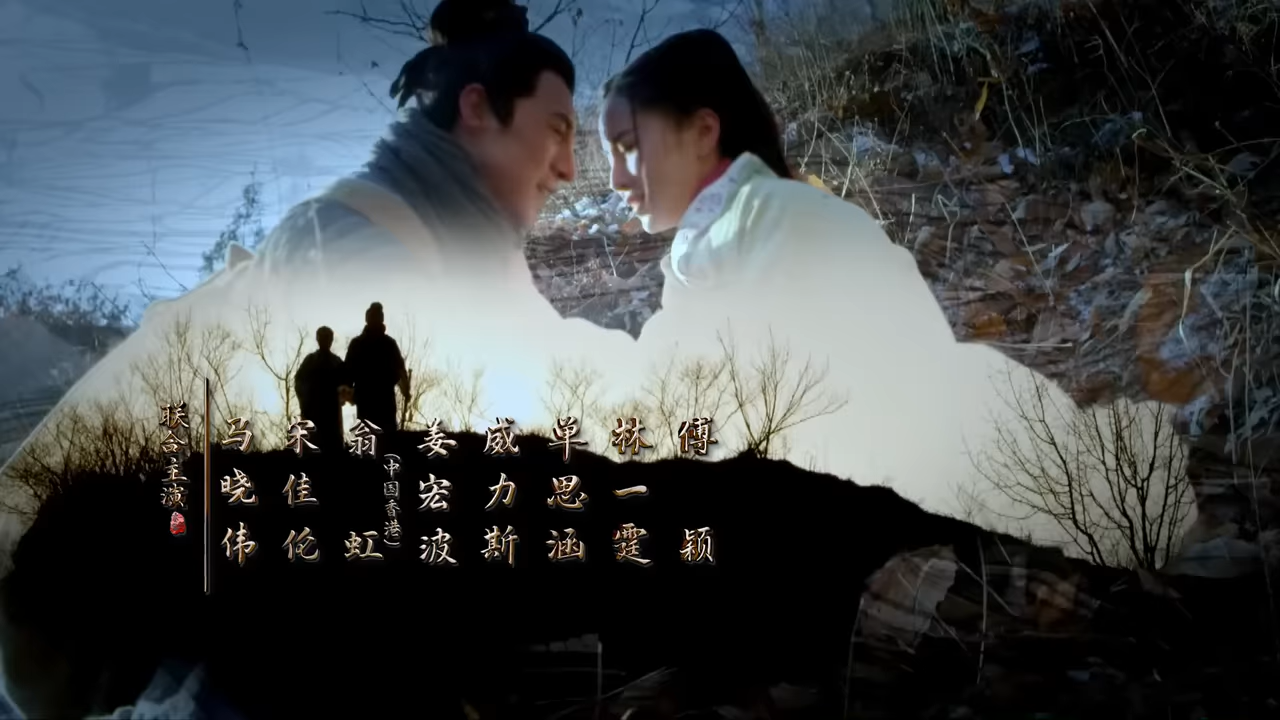 联合主演
马晓伟
宋佳伦
翁虹
(中国香港)
姜宏波
威力斯
单思涵
林一霆
傅颖